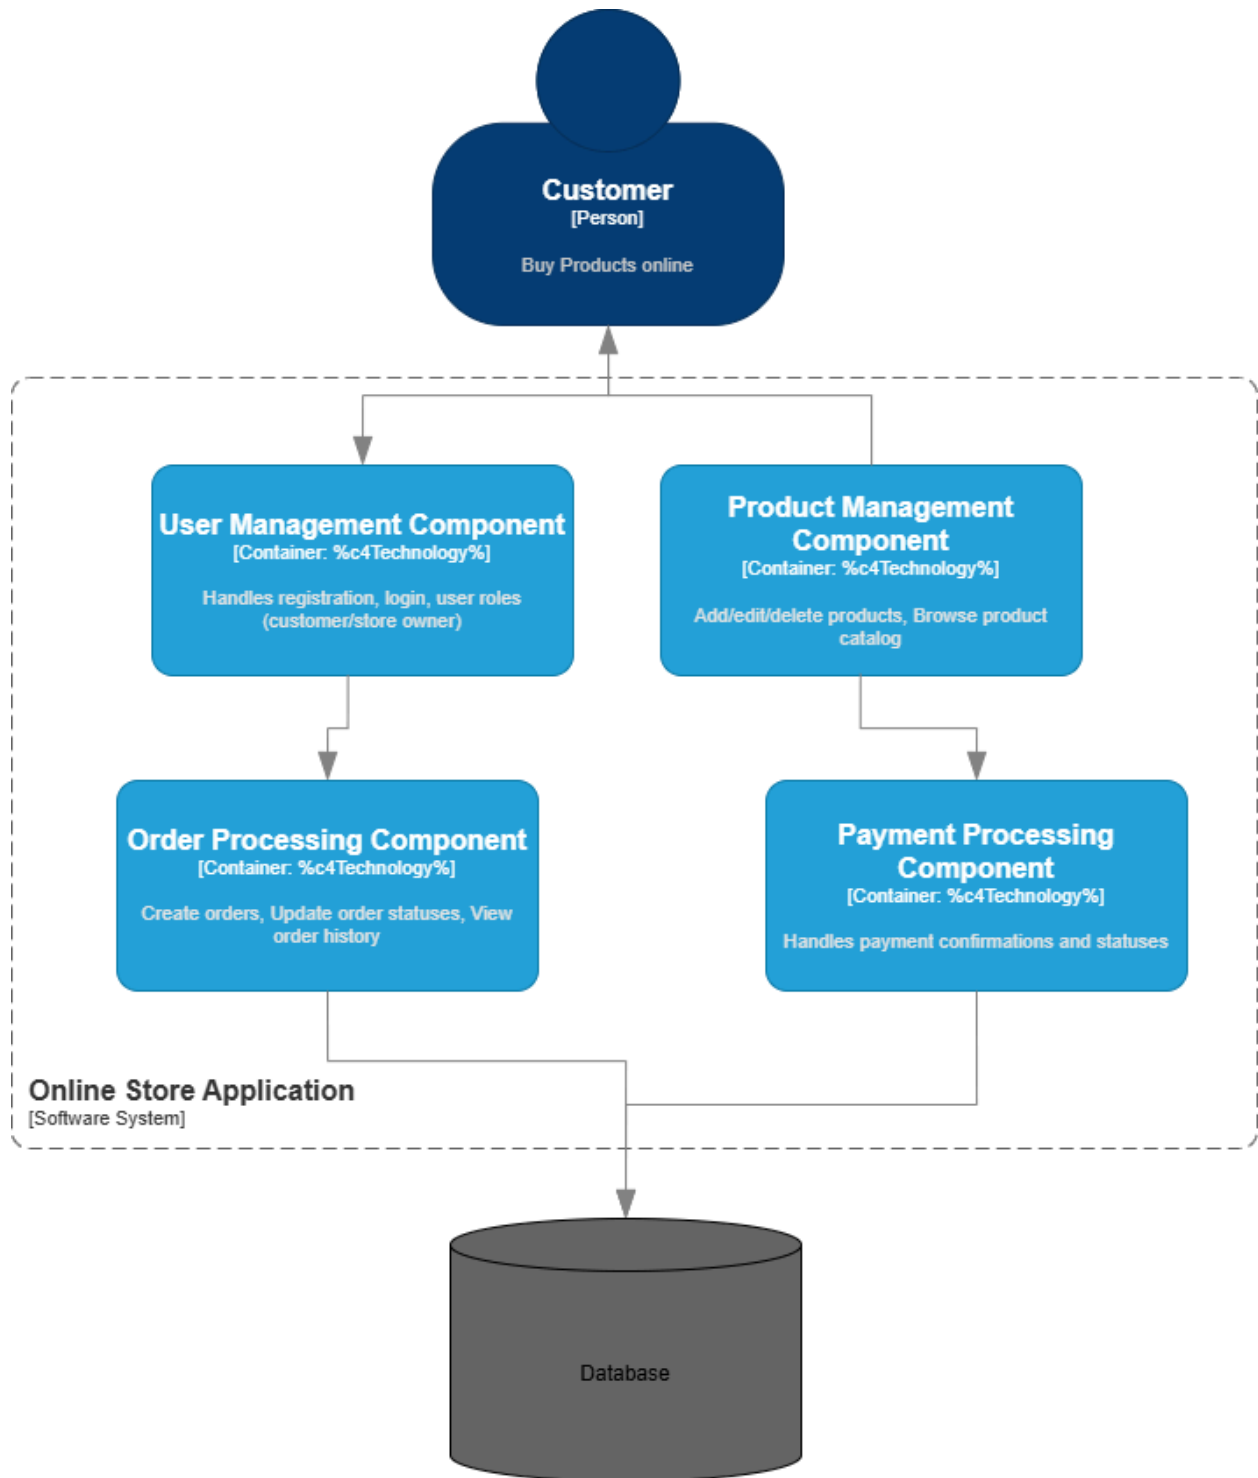 Customer
[Person]
Buy Products online
User Management Component
[Container: %c4Technology%]
Handles registration, login, user roles
(customer/store owner)
Product Management
Component
[Container: %c4Technology%]
Add/edit/delete products, Browse product
catalog
Order Processing Component
[Container: %c4Technology%]
Create orders, Update order statuses, View
order history
Payment Processing
Component
[Container: %c4Technology%]
Handles payment confirmations and statuses
Online Store Application
[Software System]
Database